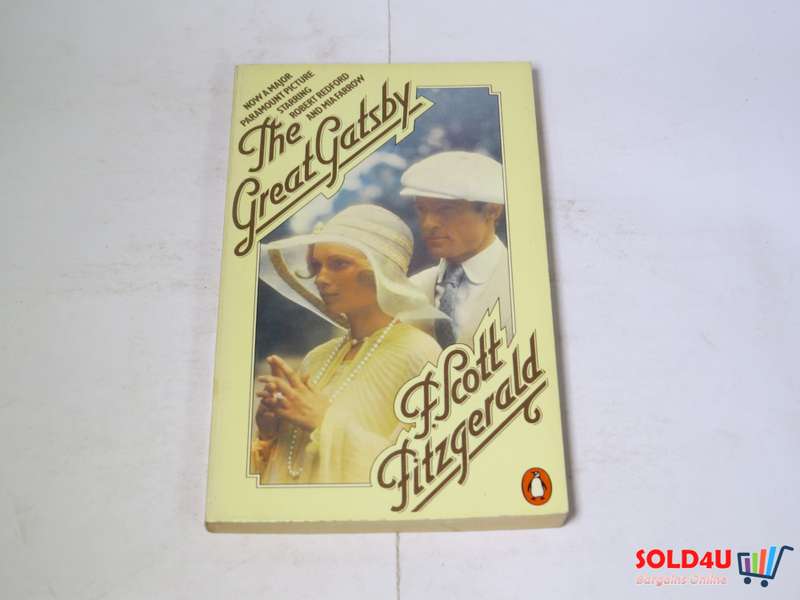 NOW A MAJOR
PARAMOUNT PICTURE
STARRING
ROBERT REDFORD
AND MIA FARROW
The
Great Gatsby
F. Scott
Fitzgerald
SOLD4U
Bargains Online